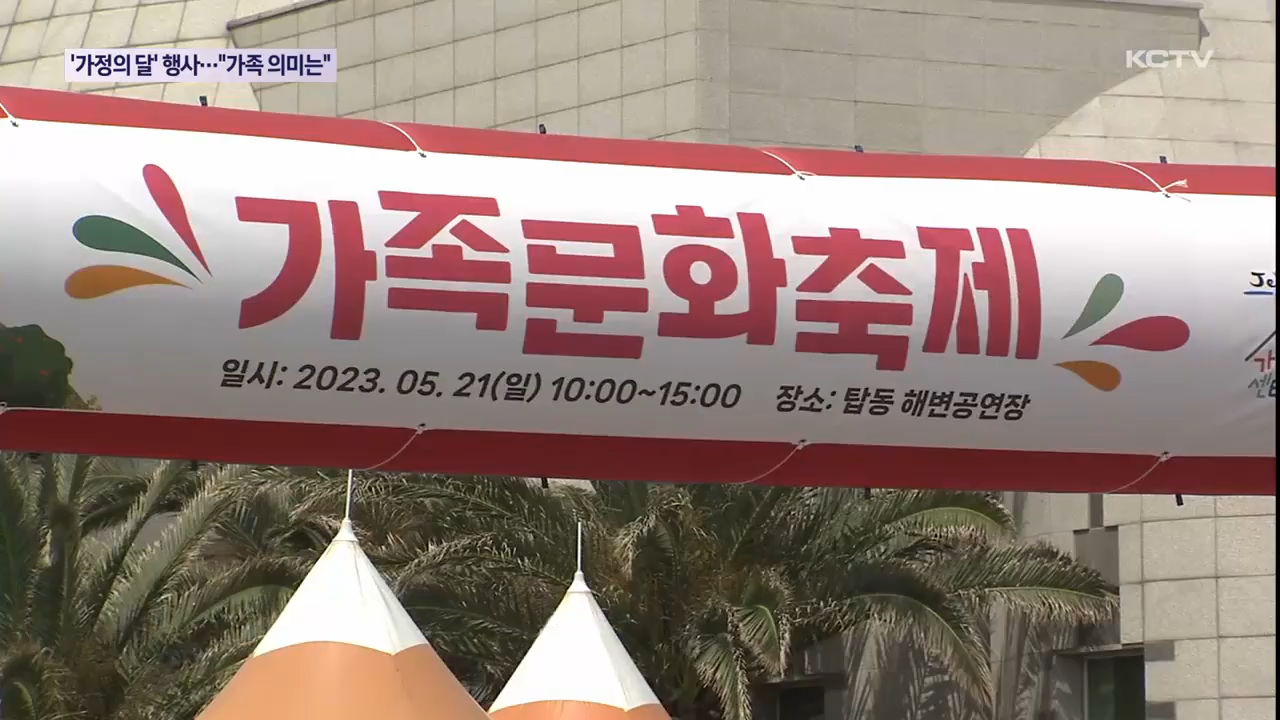 '가정의 달' 행사…"가족 의미는"
KCTV
가족문화축제
일시: 2023. 05. 21(일) 10:00~15:00 장소: 탑동 해변공연장